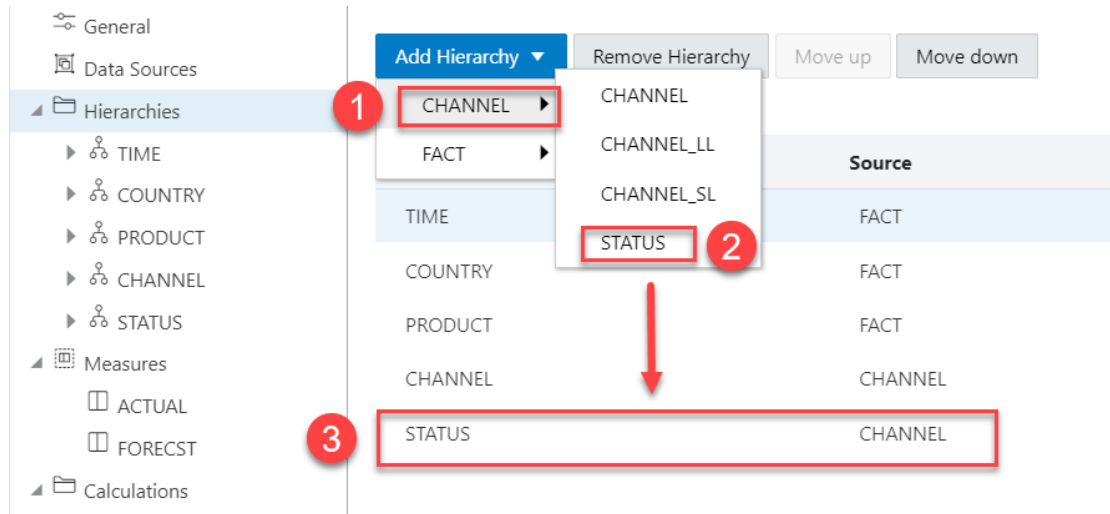 General
Data Sources
Hierarchies
TIME
COUNTRY
PRODUCT
CHANNEL
STATUS
Measures
ACTUAL
FORECST
Calculations
Add Hierarchy Remove Hierarchy Move up Move down
1 CHANNEL
FACT
CHANNEL
CHANNEL_LL
CHANNEL_SL
STATUS 2
Source
TIME FACT
COUNTRY FACT
PRODUCT FACT
CHANNEL CHANNEL
3 STATUS CHANNEL